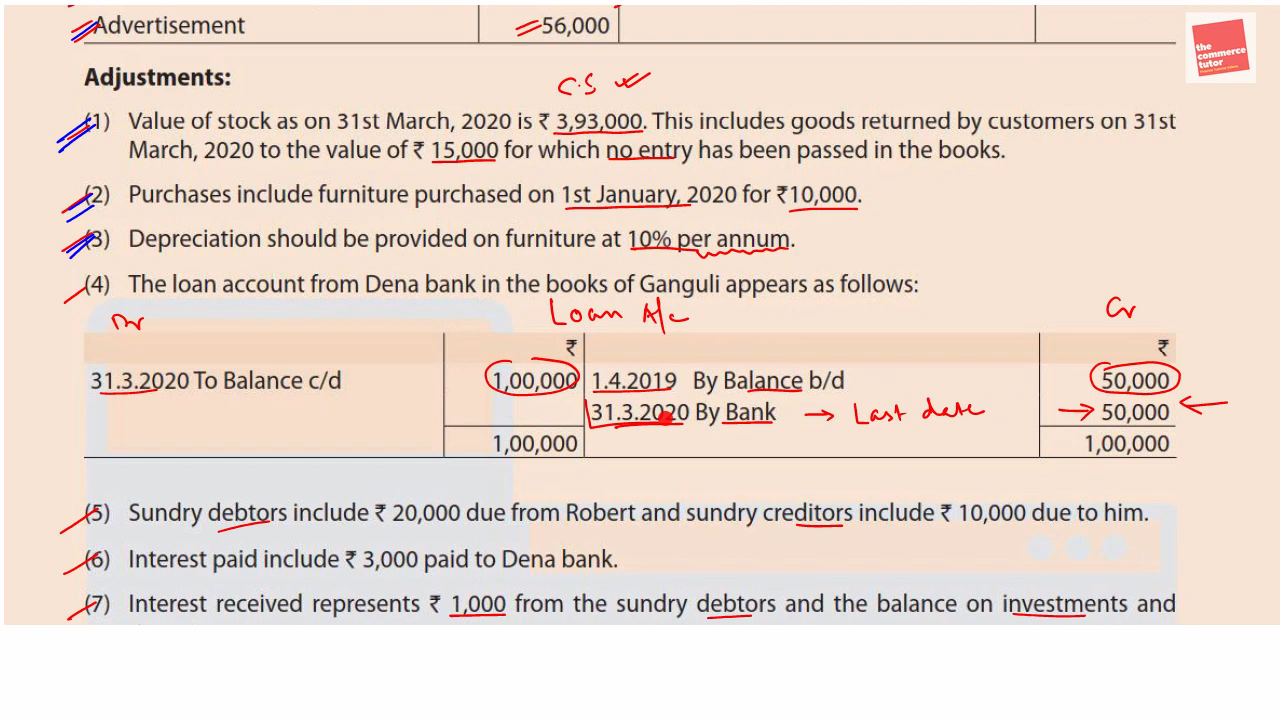 Advertisement 56,000
the
commerce
tutor
Adjustments:
C.S
(1) Value of stock as on 31st March, 2020 is ₹ 3,93,000. This includes goods returned by customers on 31st
March, 2020 to the value of ₹ 15,000 for which no entry has been passed in the books.
(2) Purchases include furniture purchased on 1st January, 2020 for ₹10,000.
(3) Depreciation should be provided on furniture at 10% per annum.
(4) The loan account from Dena bank in the books of Ganguli appears as follows:
Dr Loan A/c Cr
₹ ₹
31.3.2020 To Balance c/d 1,00,000 1.4.2019 By Balance b/d 50,000
31.3.2020 By Bank → Last date → 50,000 ←
1,00,000 1,00,000
(5) Sundry debtors include ₹ 20,000 due from Robert and sundry creditors include ₹ 10,000 due to him.
(6) Interest paid include ₹ 3,000 paid to Dena bank.
(7) Interest received represents ₹ 1,000 from the sundry debtors and the balance on investments and